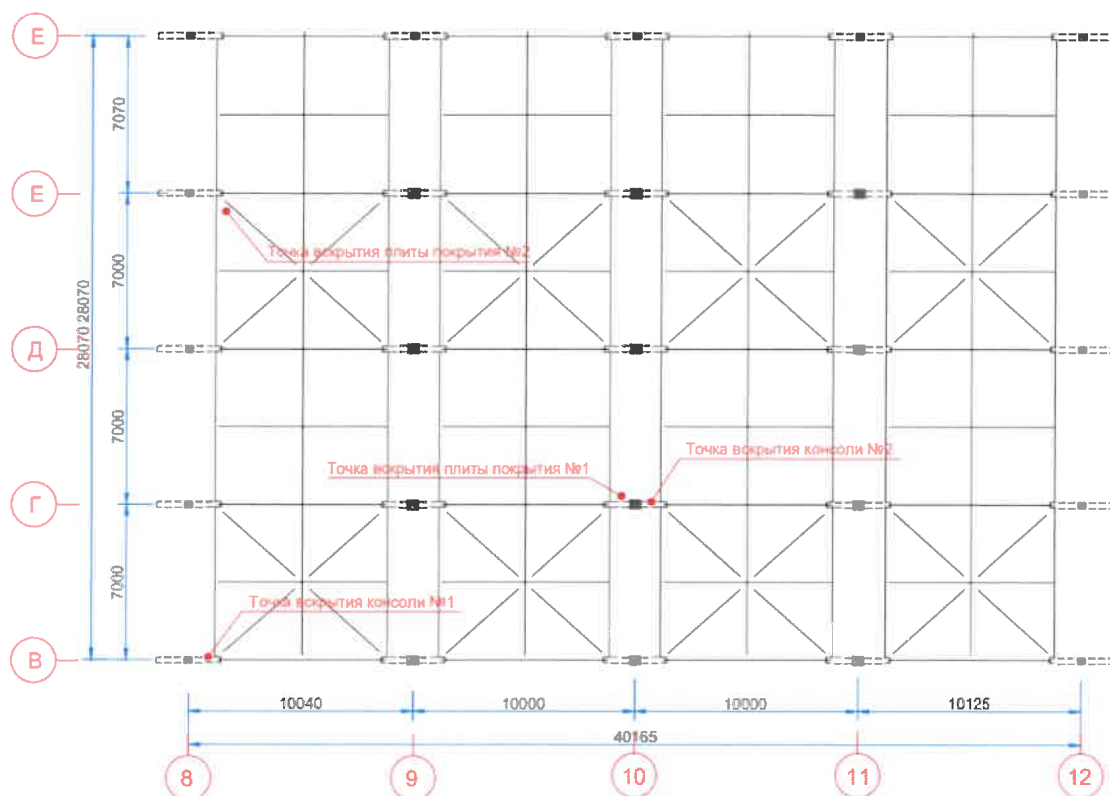 Е
7070
Е
Точка вскрытия плиты покрытия №2
7000
28070 28070
Д
7000
Точка вскрытия консоли №2
Точка вскрытия плиты покрытия №1
Г
7000
Точка вскрытия консоли №1
В
10040 10000 10000 10125
40165
8 9 10 11 12